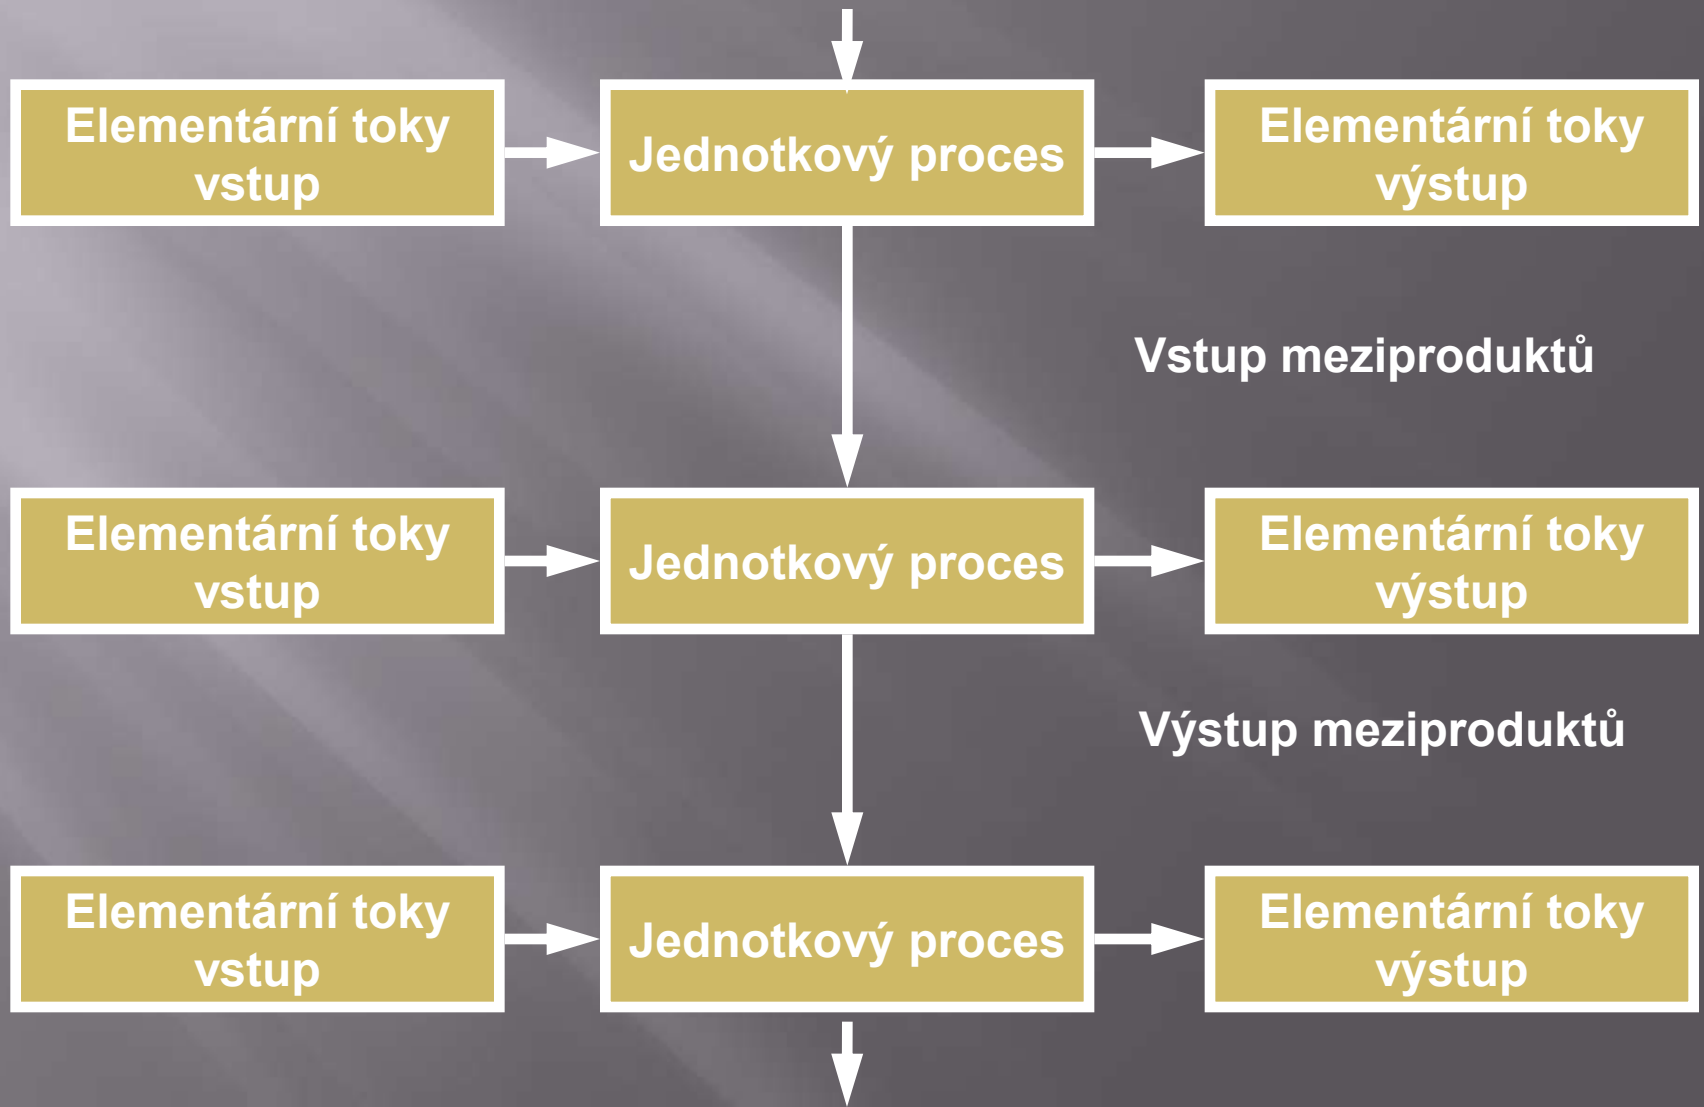 Elementární toky
vstup
Jednotkový proces
Elementární toky
výstup
Vstup meziproduktů
Elementární toky
vstup
Jednotkový proces
Elementární toky
výstup
Výstup meziproduktů
Elementární toky
vstup
Jednotkový proces
Elementární toky
výstup